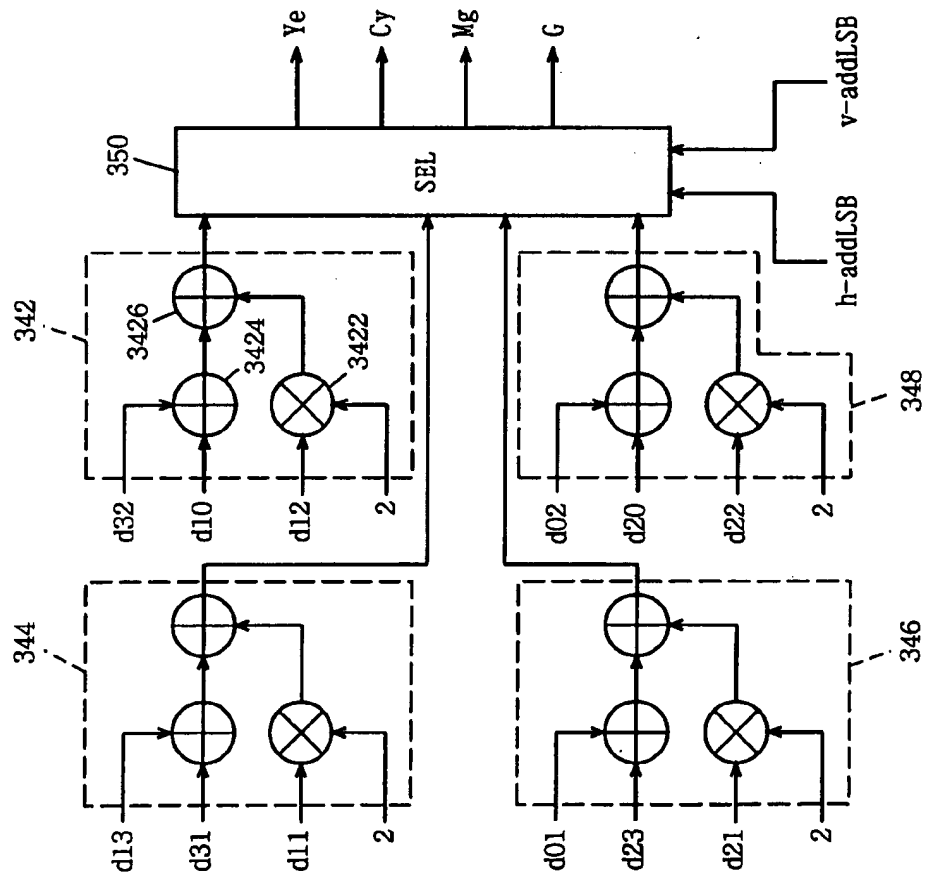 344
d13
d31
d11
2
342
d32
d10
d12
2
3426
3424
3422
350
SEL
Ye
Cy
Mg
G
346
d01
d23
d21
2
348
d02
d20
d22
2
h-addLSB
v-addLSB